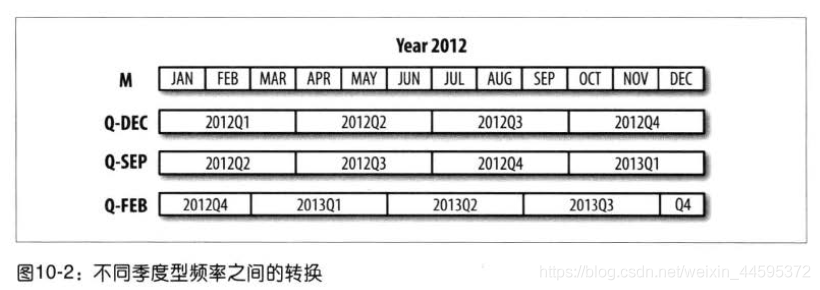 Year 2012
M JAN FEB MAR APR MAY JUN JUL AUG SEP OCT NOV DEC
Q-DEC 2012Q1 2012Q2 2012Q3 2012Q4
Q-SEP 2012Q2 2012Q3 2012Q4 2013Q1
Q-FEB 2012Q4 2013Q1 2013Q2 2013Q3 Q4
图10-2：不同季度型频率之间的转换
https://blog.csdn.net/weixin_44595372